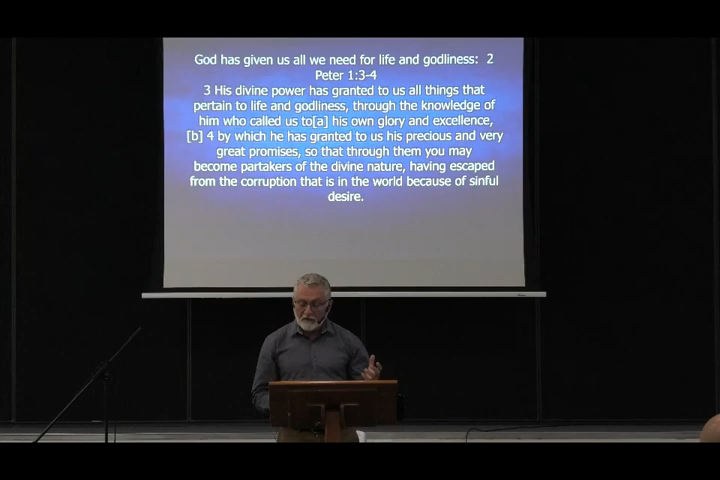 God has given us all we need for life and godliness: 2
Peter 1:3-4
3 His divine power has granted to us all things that
pertain to life and godliness, through the knowledge of
him who called us to[a] his own glory and excellence,
[b] 4 by which he has granted to us his precious and very
great promises, so that through them you may
become partakers of the divine nature, having escaped
from the corruption that is in the world because of sinful
desire.